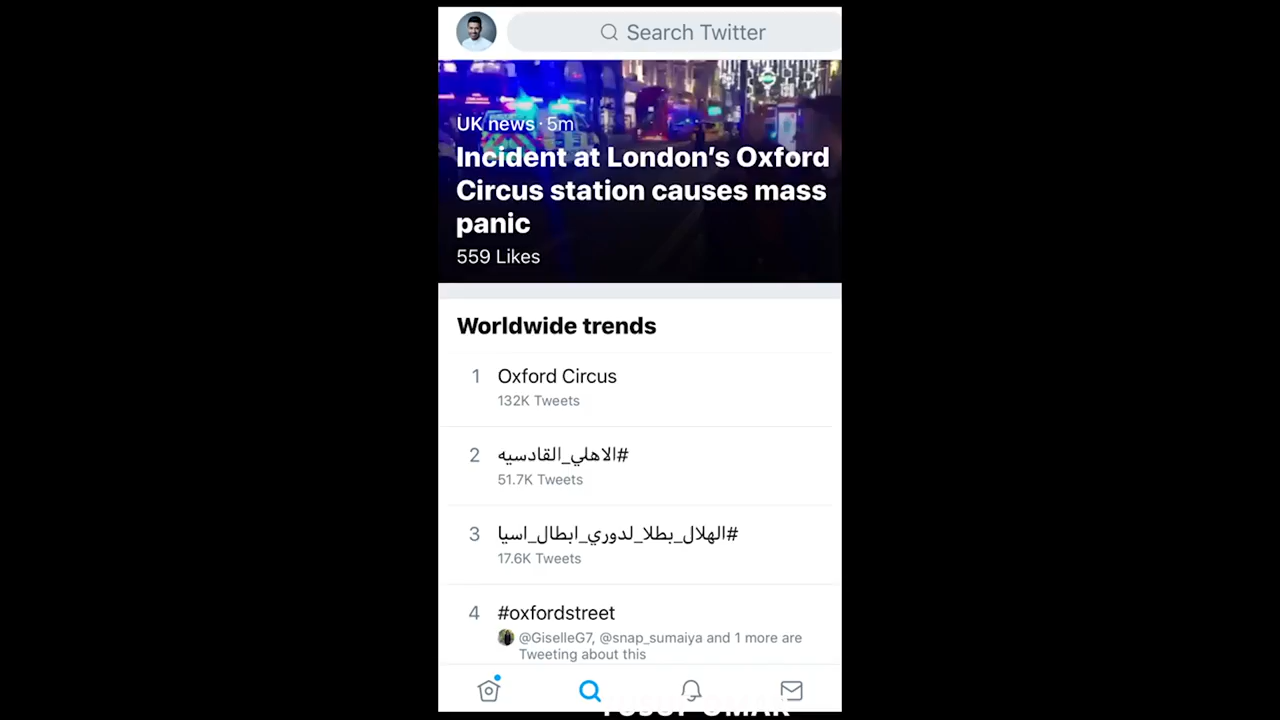 Search Twitter
UK news · 5m
Incident at London's Oxford
Circus station causes mass
panic
559 Likes
Worldwide trends
1 Oxford Circus
132K Tweets
2 #الاهلي_القادسيه
51.7K Tweets
3 #الهلال_بطلا_لدوري_ابطال_اسيا
17.6K Tweets
4 #oxfordstreet
@GiselleG7, @snap_sumaiya and 1 more are
Tweeting about this
YUSUF OMAR